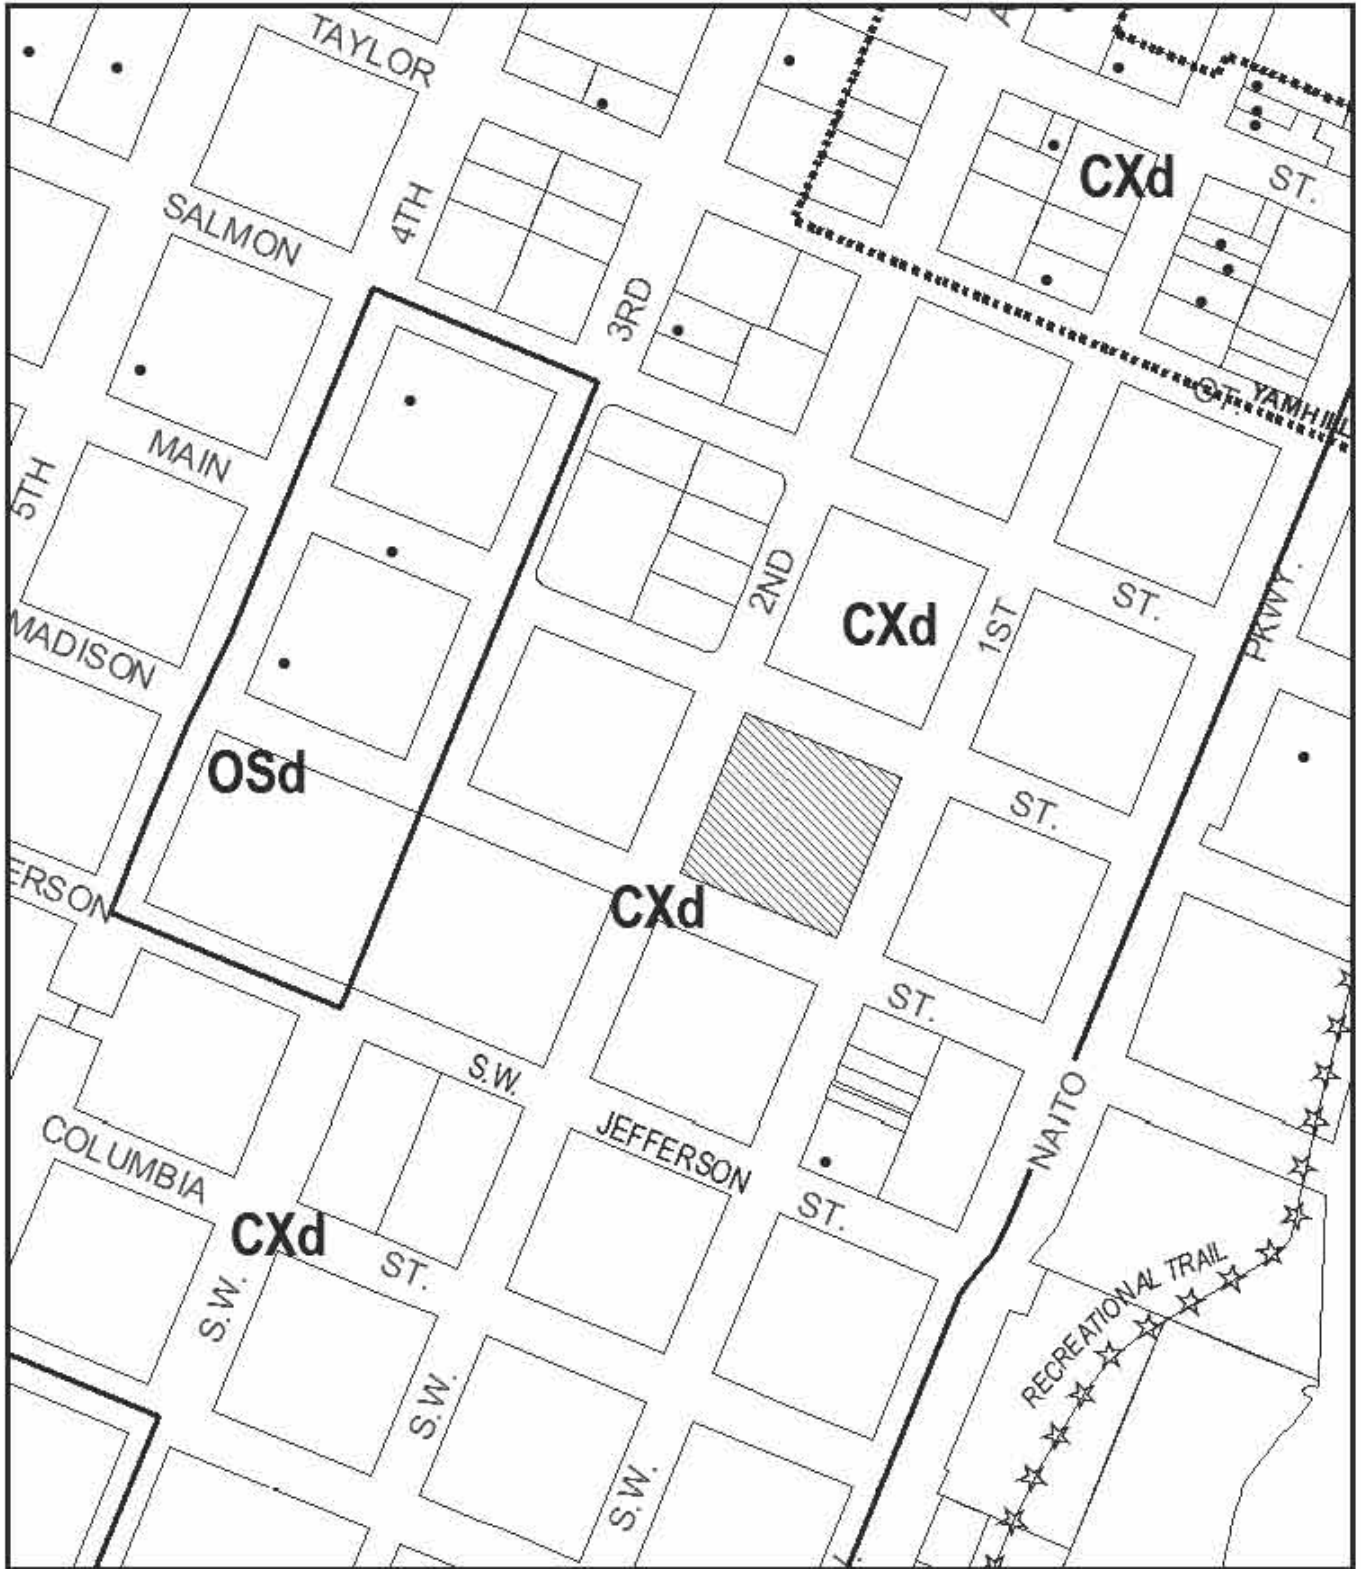 TAYLOR
CXd
ST.
SALMON
4TH
3RD
ST. YAMHILL
MAIN
5TH
2ND
CXd
1ST
ST.
PKWY.
MADISON
OSd
ST.
ERSON
CXd
ST.
S.W.
NAITO
COLUMBIA
JEFFERSON
ST.
CXd
ST.
S.W.
RECREATIONAL TRAIL
S.W.
S.W.